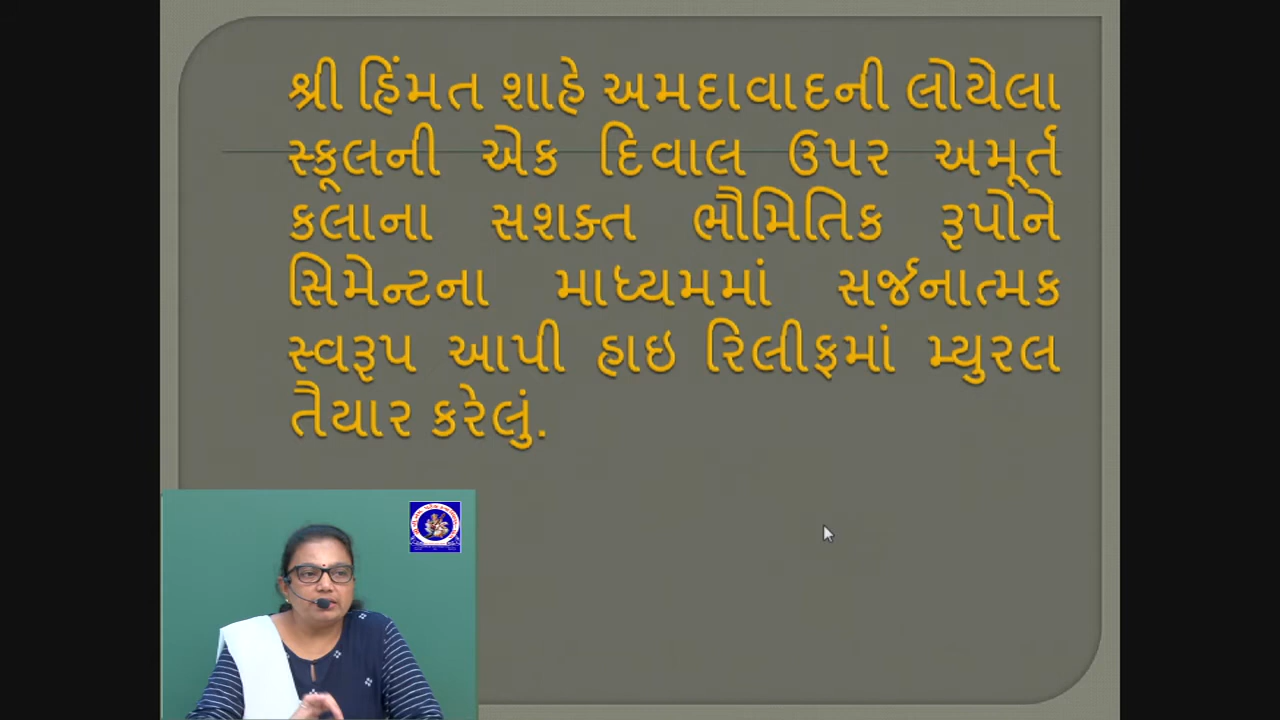 શ્રી હિંમત શાહે અમદાવાદની લોયેલા
સ્કૂલની એક દિવાલ ઉપર અમૂર્ત
કલાના સશક્ત ભૌમિતિક રૂપોને
સિમેન્ટના માધ્યમમાં સર્જનાત્મક
સ્વરૂપ આપી હાઇ રિલીફમાં મ્યુરલ
તૈયાર કરેલું.